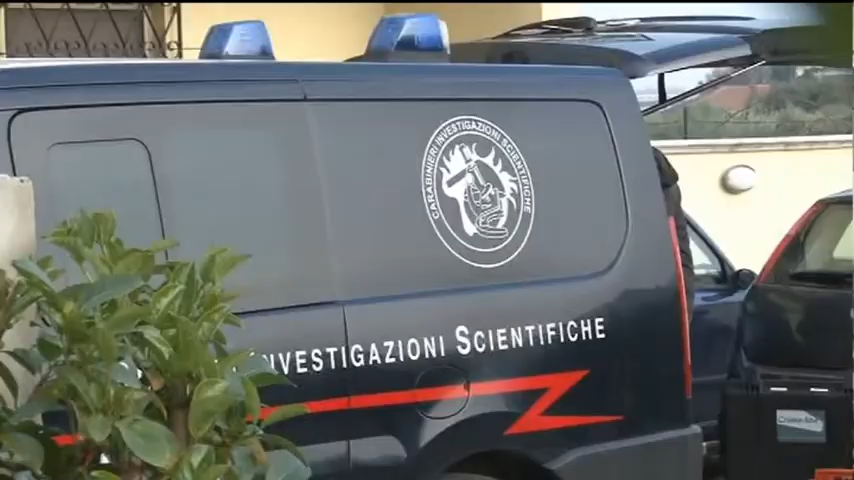 CARABINIERI INVESTIGAZIONI SCIENTIFICHE
INVESTIGAZIONI SCIENTIFICHE